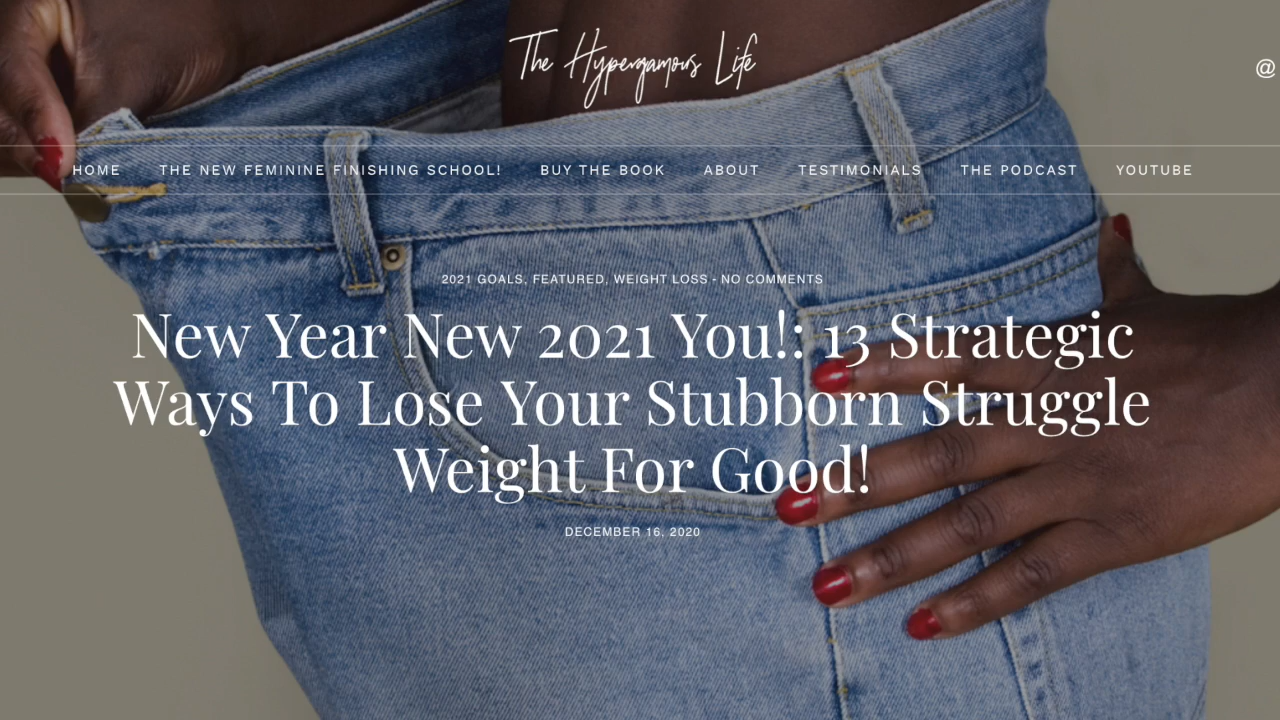 The Hypergamous Life
@
HOME THE NEW FEMININE FINISHING SCHOOL! BUY THE BOOK ABOUT TESTIMONIALS THE PODCAST YOUTUBE
2021 GOALS, FEATURED, WEIGHT LOSS - NO COMMENTS
New Year New 2021 You!: 13 Strategic
Ways To Lose Your Stubborn Struggle
Weight For Good!
DECEMBER 16, 2020